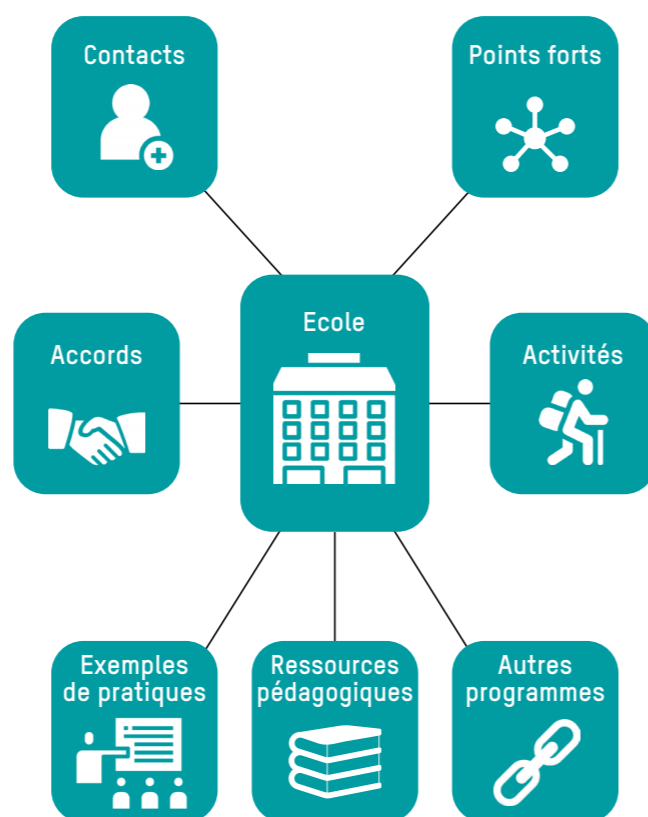 Contacts
Points forts
Ecole
Accords
Activités
Exemples
de pratiques
Ressources
pédagogiques
Autres
programmes